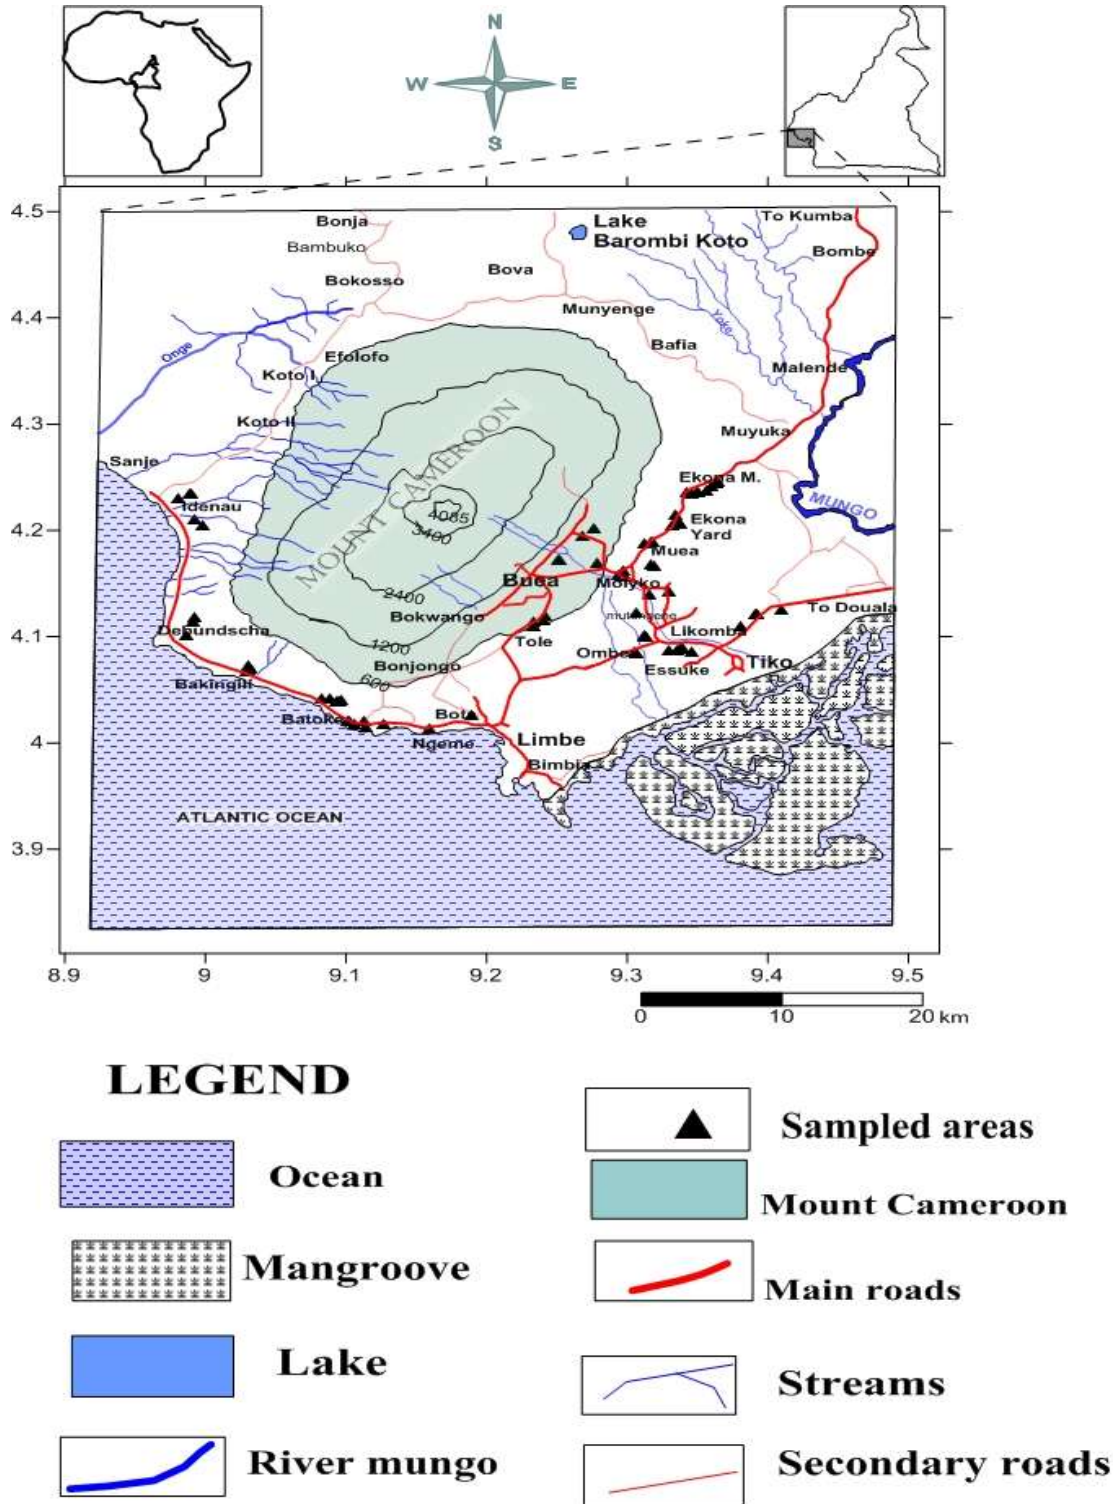 N
W E
S
4.5
4.4
4.3
4.2
4.1
4
3.9
Bonja
Bambuko
Bokosso
Bova
Lake
Barombi Koto
To Kumba
Bombe
Munyenge
Yoke
Bafia
Malende
Onge
Efolofo
Koto I
Koto II
Muyuka
Sanje
Idenau
MOUNT CAMEROON
4085
3400
2400
1200
600
Ekona M.
MUNGO
Ekona
Yard
Muea
Buea
Molyko
Bokwango
mutengene
To Douala
Debundscha
Tole
Likomba
Ombe
Bonjongo
Essuke
Tiko
Bakingili
Batoke
Bot
Ngeme
Limbe
Bimbia
ATLANTIC OCEAN
8.9 9 9.1 9.2 9.3 9.4 9.5
0 10 20 km
LEGEND
Ocean
Mangroove
Lake
River mungo
Sampled areas
Mount Cameroon
Main roads
Streams
Secondary roads